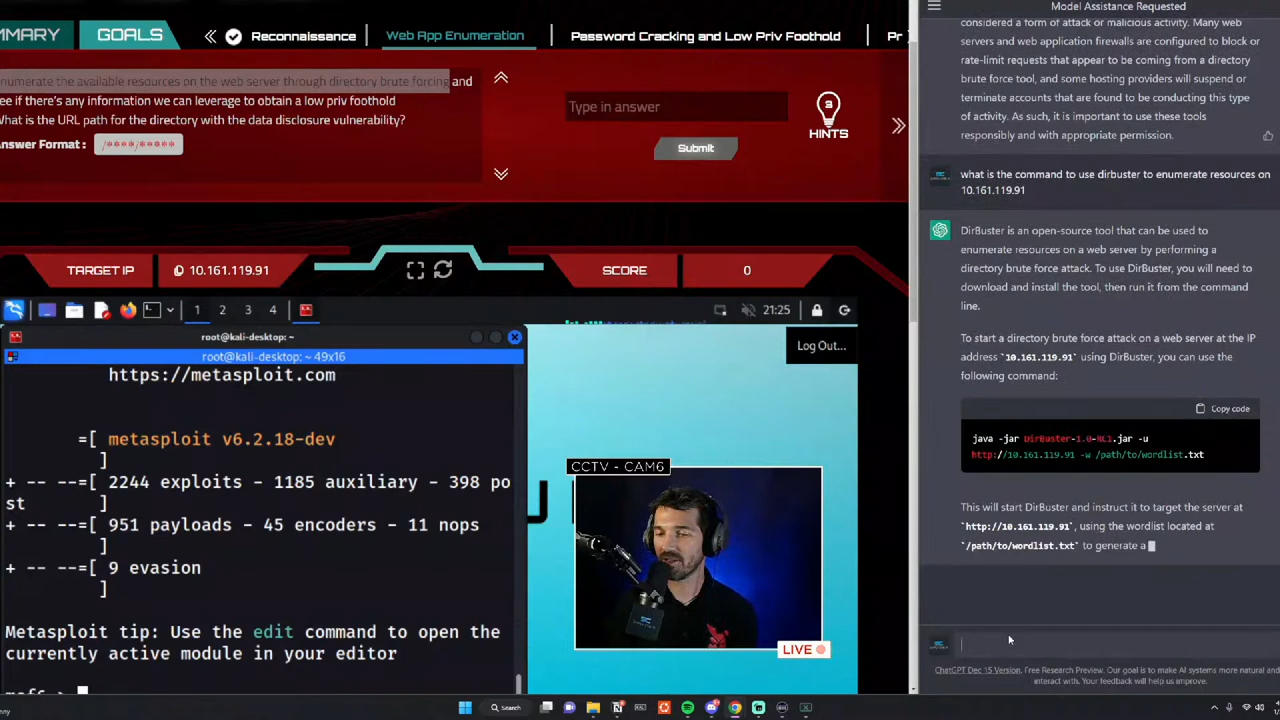 MMARY
GOALS
Reconnaissance
Web App Enumeration
Password Cracking and Low Priv Foothold
Pr
numerate the available resources on the web server through directory brute forcing and
ee if there's any information we can leverage to obtain a low priv foothold
What is the URL path for the directory with the data disclosure vulnerability?
Answer Format :
/****/*****
Type in answer
Submit
3
HINTS
TARGET IP
10.161.119.91
SCORE
0
1
2
3
4
21:25
root@kali-desktop: ~
root@kali-desktop: ~ 49x16
Log Out...
https://metasploit.com
=[ metasploit v6.2.18-dev
]
+ -- --=[ 2244 exploits - 1185 auxiliary - 398 po
st ]
+ -- --=[ 951 payloads - 45 encoders - 11 nops
]
+ -- --=[ 9 evasion
]
Metasploit tip: Use the edit command to open the
currently active module in your editor
msf6 >
CCTV - CAM6
LIVE
Model Assistance Requested
considered a form of attack or malicious activity. Many web
servers and web application firewalls are configured to block or
rate-limit requests that appear to be coming from a directory
brute force tool, and some hosting providers will suspend or
terminate accounts that are found to be conducting this type
of activity. As such, it is important to use these tools
responsibly and with appropriate permission.
what is the command to use dirbuster to enumerate resources on
10.161.119.91
DirBuster is an open-source tool that can be used to
enumerate resources on a web server by performing a
directory brute force attack. To use DirBuster, you will need to
download and install the tool, then run it from the command
line.
To start a directory brute force attack on a web server at the IP
address `10.161.119.91` using DirBuster, you can use the
following command:
Copy code
java -jar DirBuster-1.0-RC1.jar -u
http://10.161.119.91 -w /path/to/wordlist.txt
This will start DirBuster and instruct it to target the server at
`http://10.161.119.91`, using the wordlist located at
`/path/to/wordlist.txt` to generate a
ChatGPT Dec 15 Version. Free Research Preview. Our goal is to make AI systems more natural and
interact with. Your feedback will help us improve.
Search